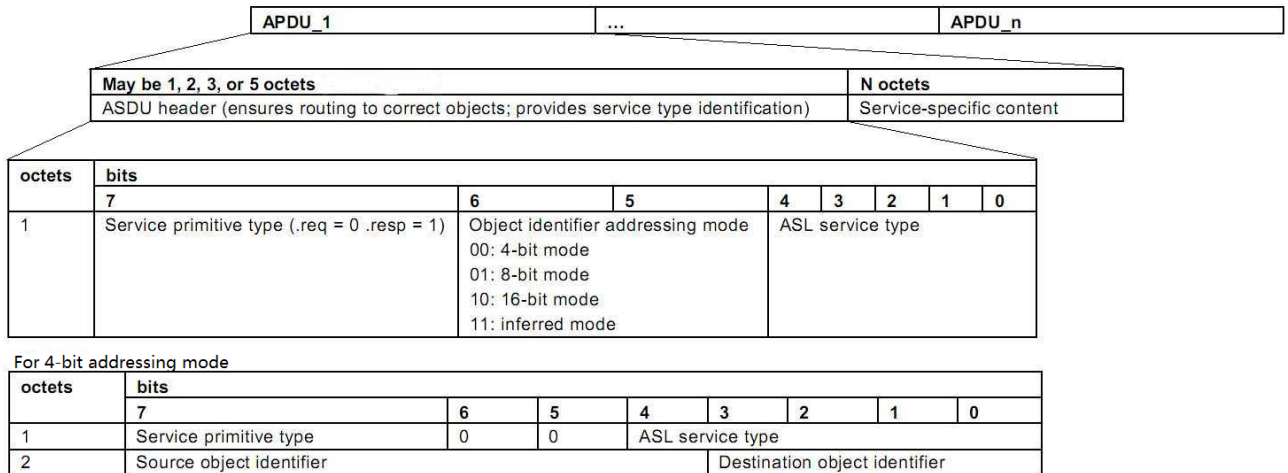 APDU_1 ... APDU_n
May be 1, 2, 3, or 5 octets N octets
ASDU header (ensures routing to correct objects; provides service type identification) Service-specific content
octets bits
7 6 5 4 3 2 1 0
1 Service primitive type (.req = 0 .resp = 1) Object identifier addressing mode ASL service type
00: 4-bit mode
01: 8-bit mode
10: 16-bit mode
11: inferred mode
For 4-bit addressing mode
octets bits
7 6 5 4 3 2 1 0
1 Service primitive type 0 0 ASL service type
2 Source object identifier Destination object identifier